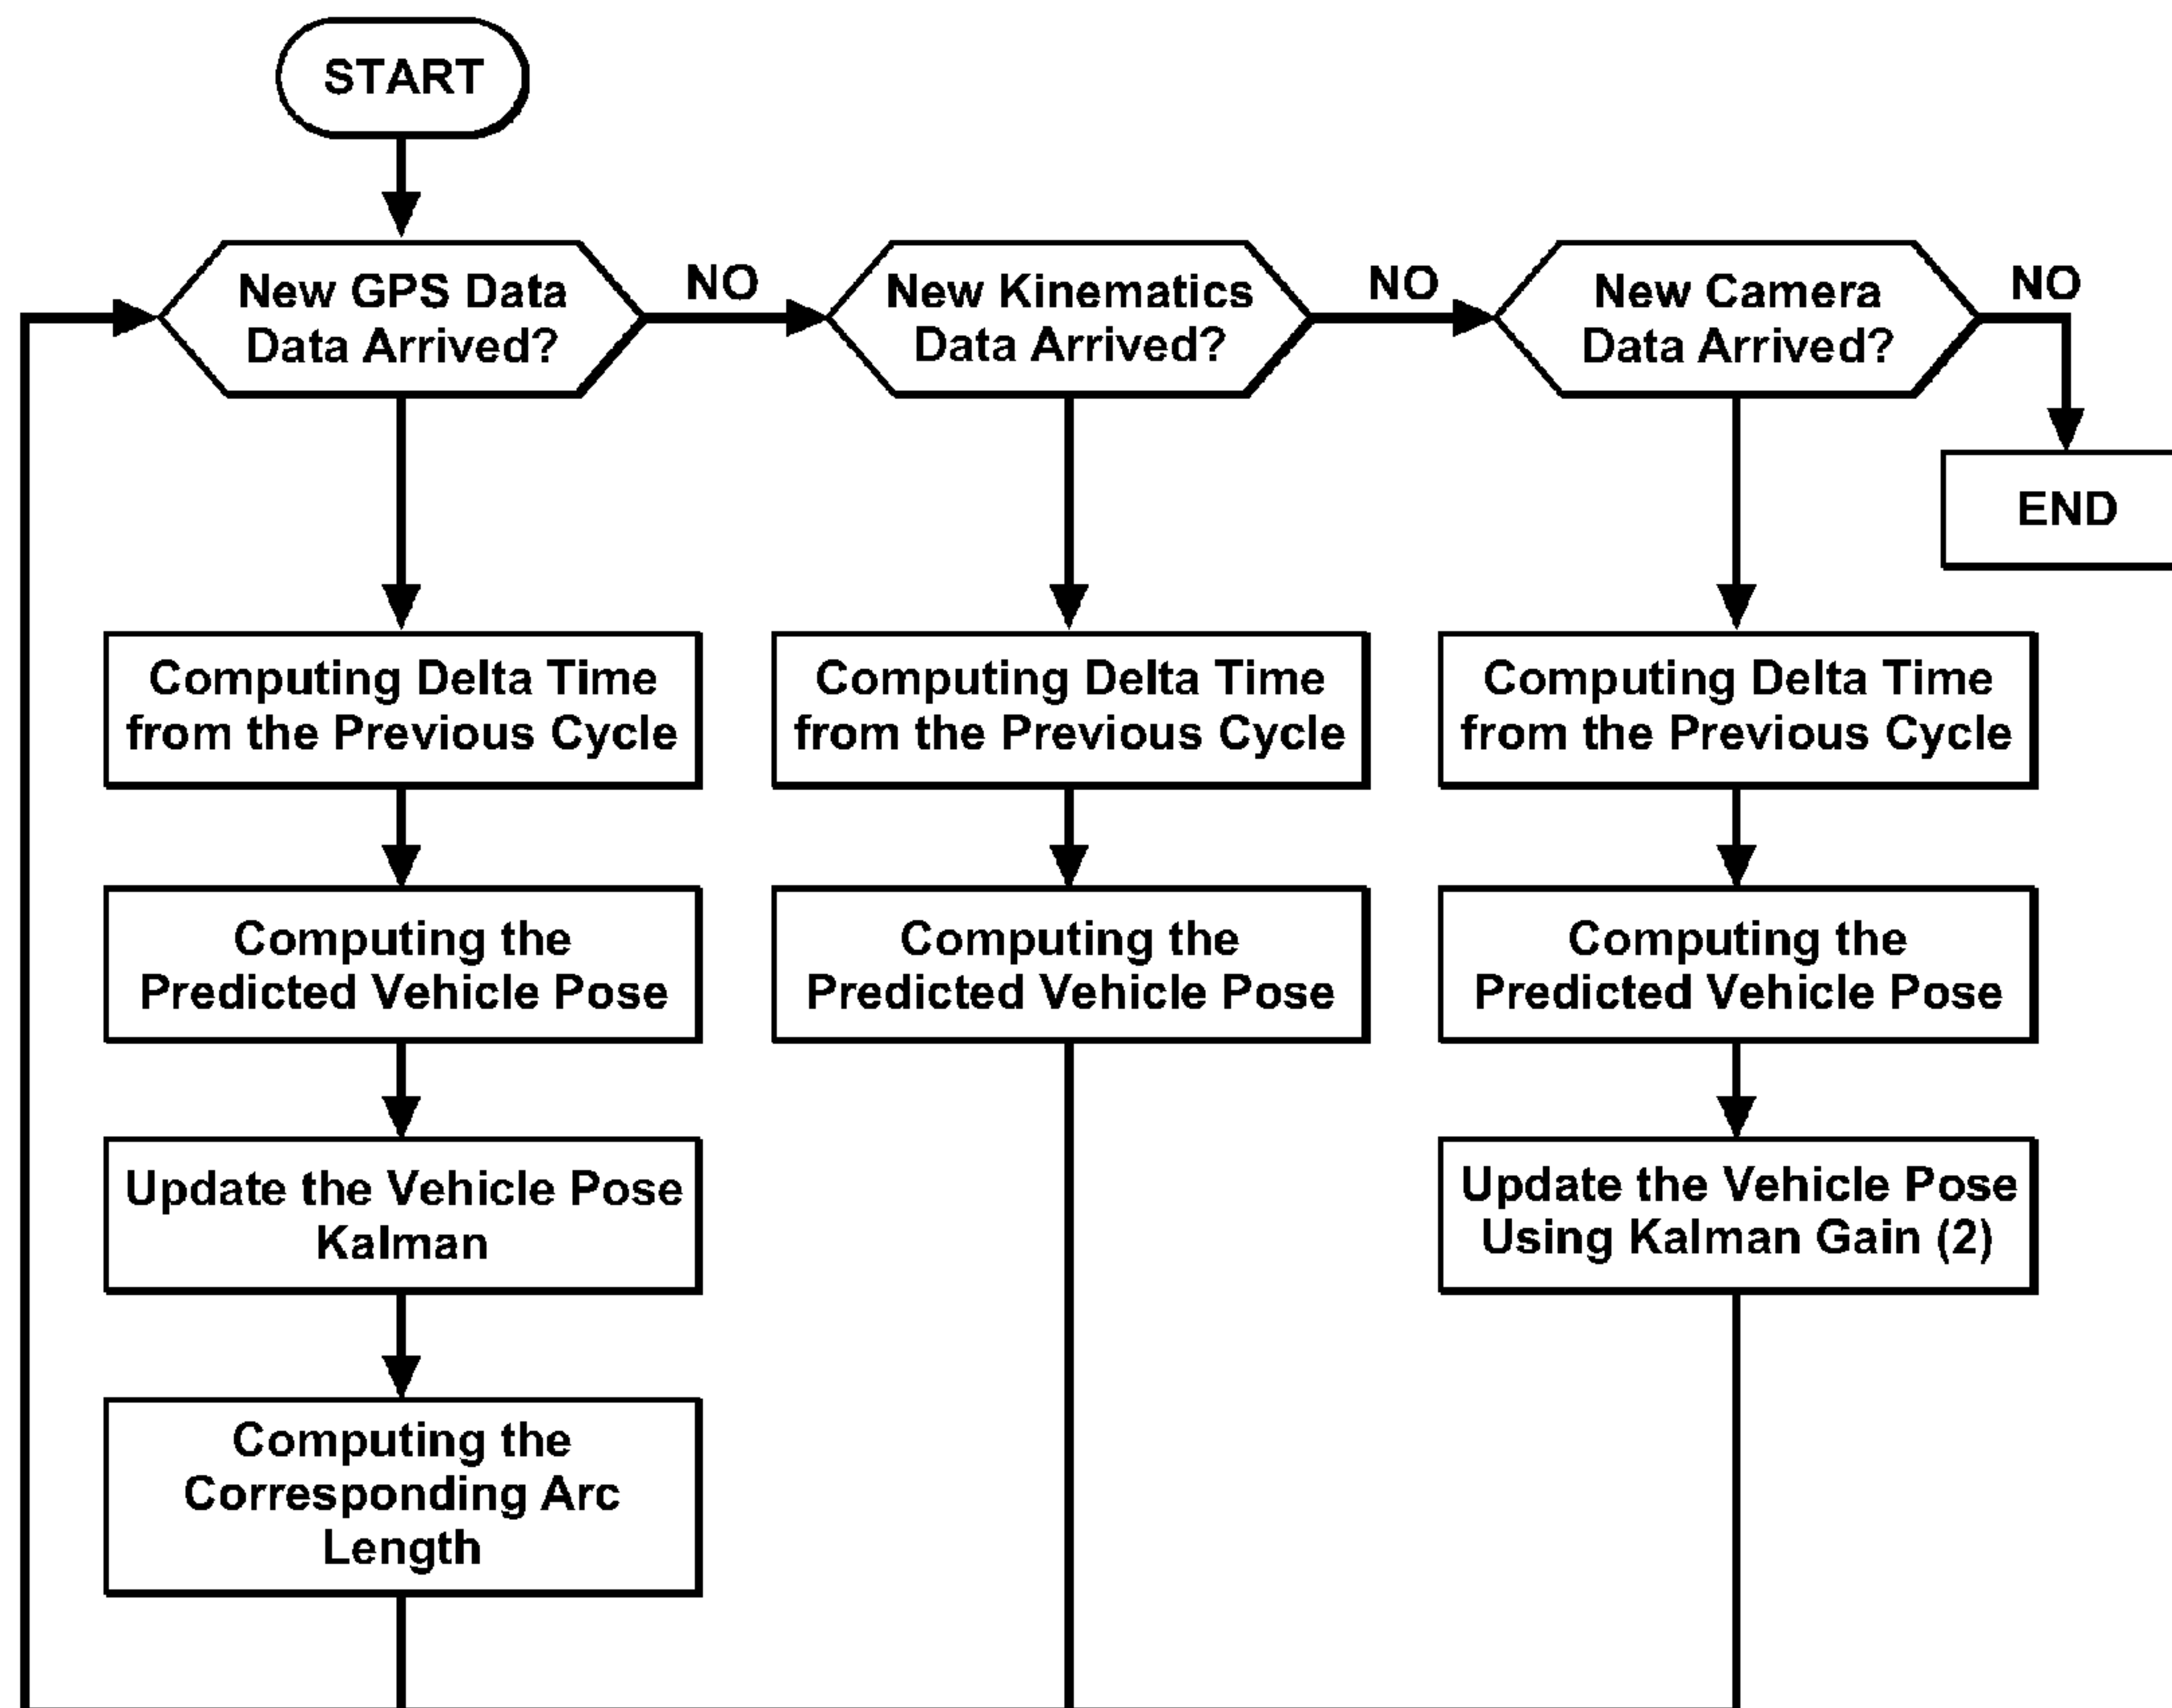 START
New GPS Data
Data Arrived?
NO
New Kinematics
Data Arrived?
NO
New Camera
Data Arrived?
NO
END
Computing Delta Time
from the Previous Cycle
Computing Delta Time
from the Previous Cycle
Computing Delta Time
from the Previous Cycle
Computing the
Predicted Vehicle Pose
Computing the
Predicted Vehicle Pose
Computing the
Predicted Vehicle Pose
Update the Vehicle Pose
Kalman
Update the Vehicle Pose
Using Kalman Gain (2)
Computing the
Corresponding Arc
Length